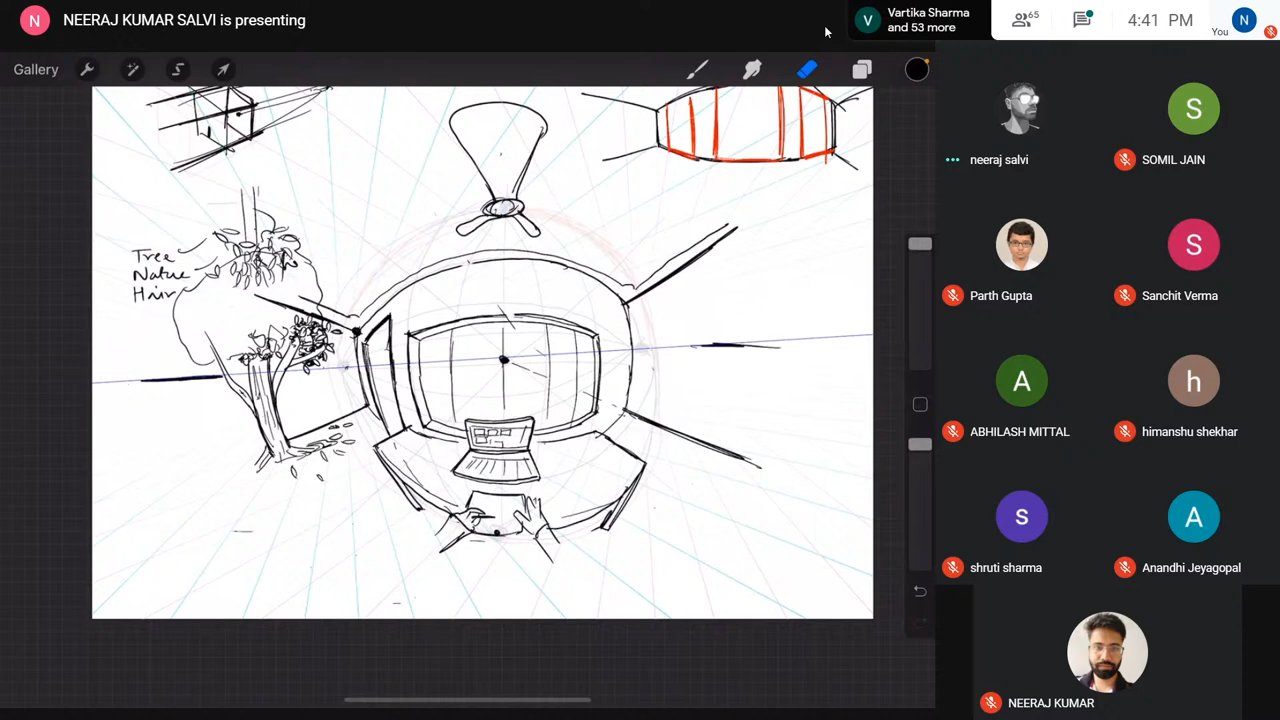 N NEERAJ KUMAR SALVI is presenting
V Vartika Sharma
and 53 more
65
4:41 PM
You
N
Gallery
Tree
Nature
Hair
neeraj salvi
S
SOMIL JAIN
Parth Gupta
S
Sanchit Verma
A
ABHILASH MITTAL
h
himanshu shekhar
s
shruti sharma
A
Anandhi Jeyagopal
NEERAJ KUMAR